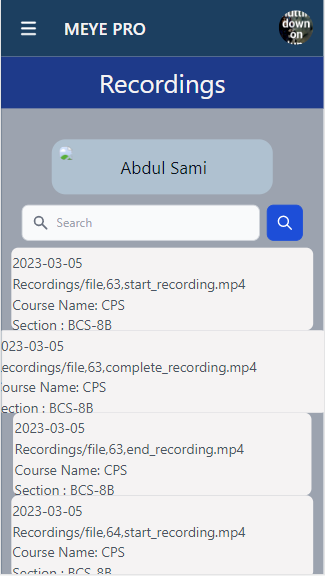 MEYE PRO
down
on
Recordings
Abdul Sami
Search
2023-03-05
Recordings/file,63,start_recording.mp4
Course Name: CPS
Section : BCS-8B
2023-03-05
ecordings/file,63,complete_recording.mp4
ourse Name: CPS
ection : BCS-8B
2023-03-05
Recordings/file,63,end_recording.mp4
Course Name: CPS
Section : BCS-8B
2023-03-05
Recordings/file,64,start_recording.mp4
Course Name: CPS
Section : BCS-8B